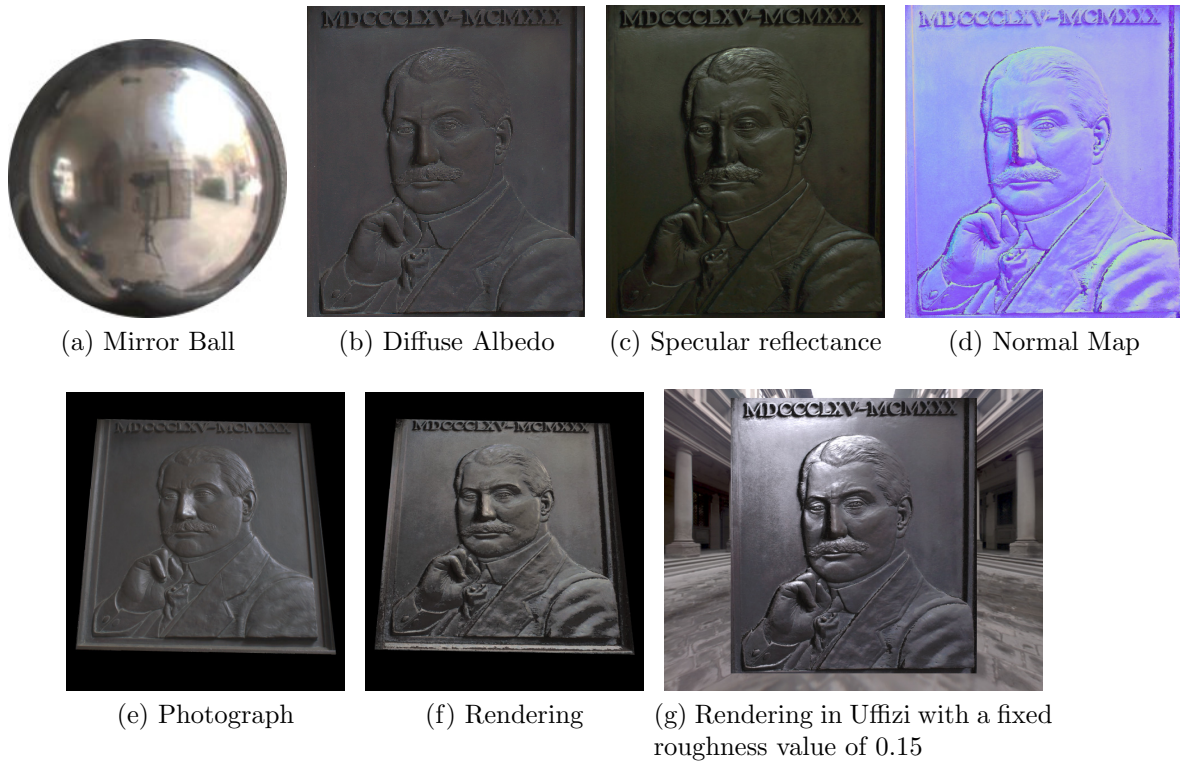 MDCCCLXV-MCMXXX MDCCCLXV-MCMXXX MDCCCLXV-MCMXXX
(a) Mirror Ball (b) Diffuse Albedo (c) Specular reflectance (d) Normal Map
MDCCCLXV-MCMXXX MDCCCLXV-MCMXXX MDCCCLXV-MCMXXX
(e) Photograph (f) Rendering (g) Rendering in Uffizi with a fixed
roughness value of 0.15